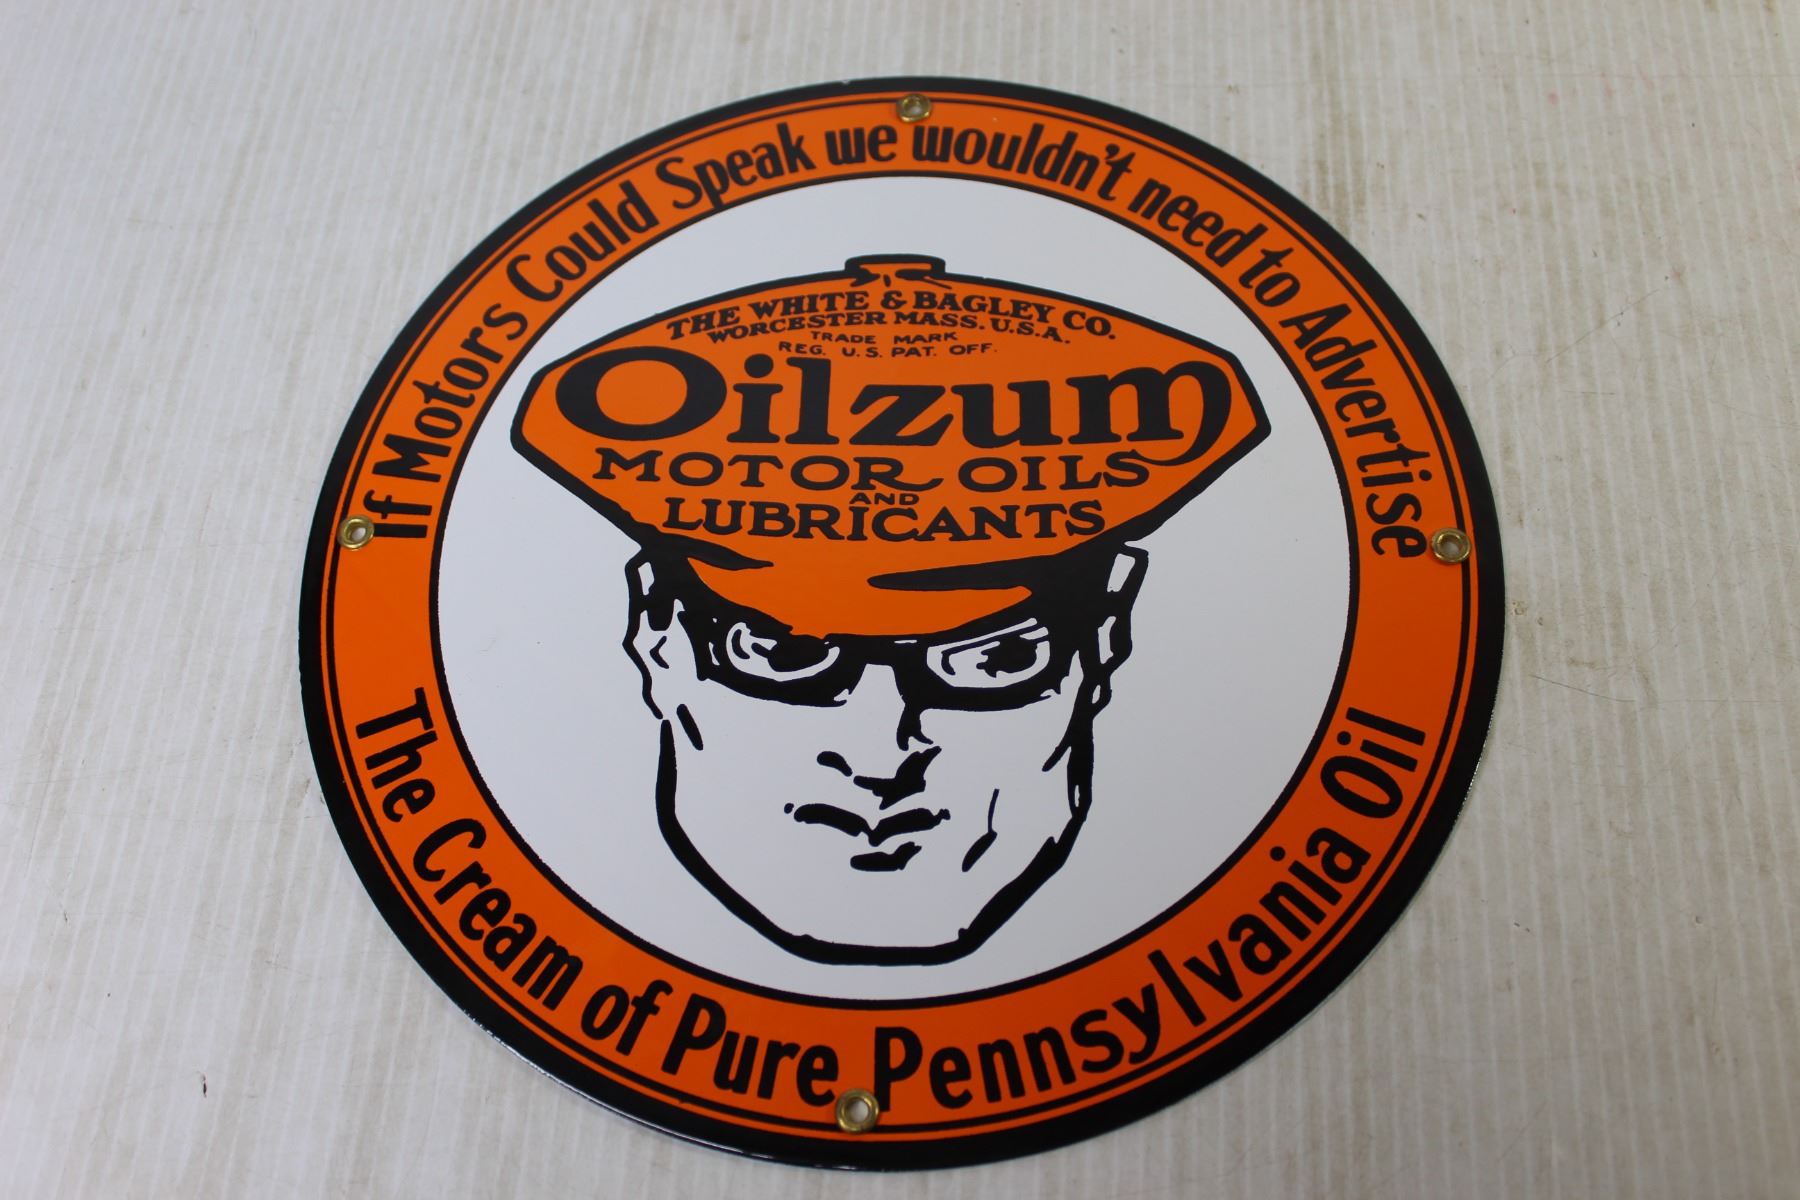 If Motors Could Speak we wouldn't need to Advertise
THE WHITE & BAGLEY CO.
WORCESTER MASS. U.S.A.
TRADE MARK
REG. U.S. PAT. OFF.
Oilzum
MOTOR OILS
AND
LUBRICANTS
The Cream of Pure Pennsylvania Oil